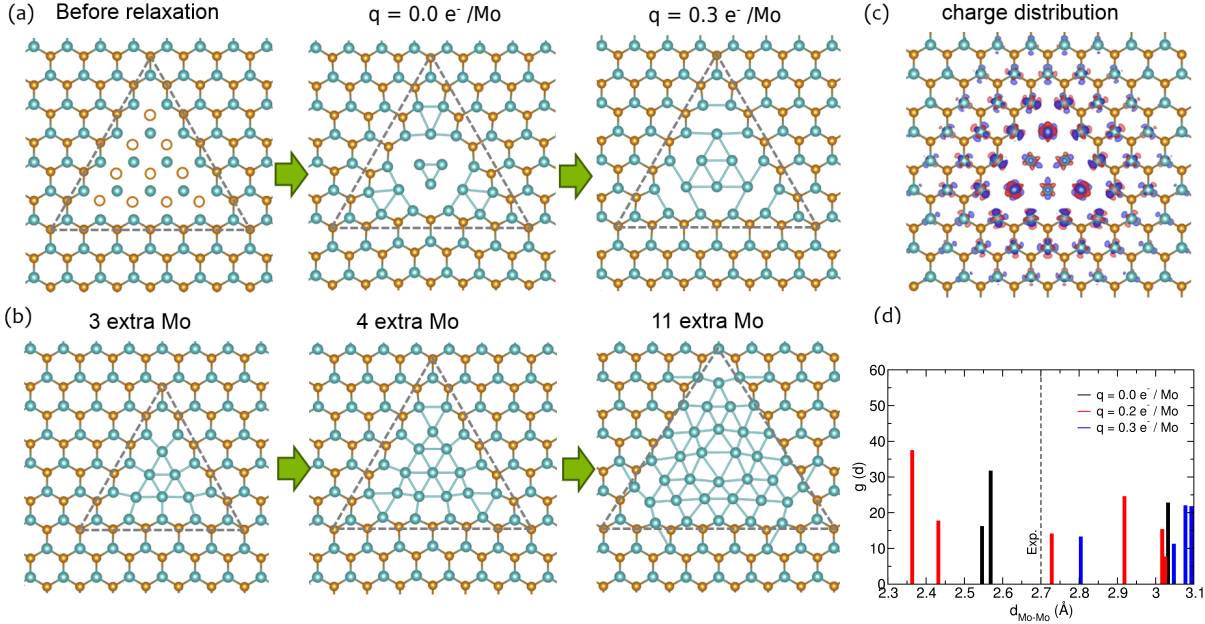 (a)
Before relaxation
q = 0.0 e⁻ /Mo
q = 0.3 e⁻ /Mo
(c)
charge distribution
(b)
3 extra Mo
4 extra Mo
11 extra Mo
(d)
60
50
40
30
20
10
0
g (d)
q = 0.0 e⁻ / Mo
q = 0.2 e⁻ / Mo
q = 0.3 e⁻ / Mo
Exp.
2.3 2.4 2.5 2.6 2.7 2.8 2.9 3 3.1
d Mo-Mo (Å)